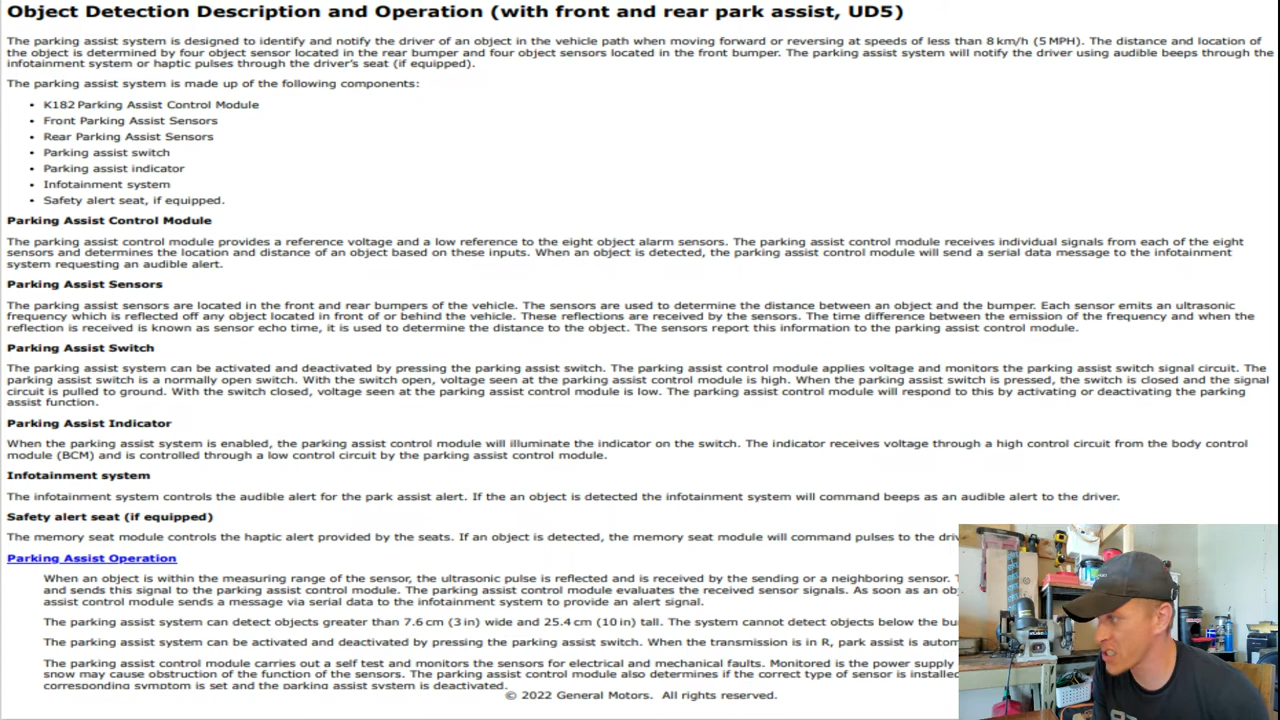 Object Detection Description and Operation (with front and rear park assist, UD5)
The parking assist system is designed to identify and notify the driver of an object in the vehicle path when moving forward or reversing at speeds of less than 8 km/h (5 MPH). The distance and location of
the object is determined by four object sensor located in the rear bumper and four object sensors located in the front bumper. The parking assist system will notify the driver using audible beeps through the
infotainment system or haptic pulses through the driver's seat (if equipped).
The parking assist system is made up of the following components:
• K182 Parking Assist Control Module
• Front Parking Assist Sensors
• Rear Parking Assist Sensors
• Parking assist switch
• Parking assist indicator
• Infotainment system
• Safety alert seat, if equipped.
Parking Assist Control Module
The parking assist control module provides a reference voltage and a low reference to the eight object alarm sensors. The parking assist control module receives individual signals from each of the eight
sensors and determines the location and distance of an object based on these inputs. When an object is detected, the parking assist control module will send a serial data message to the infotainment
system requesting an audible alert.
Parking Assist Sensors
The parking assist sensors are located in the front and rear bumpers of the vehicle. The sensors are used to determine the distance between an object and the bumper. Each sensor emits an ultrasonic
frequency which is reflected off any object located in front of or behind the vehicle. These reflections are received by the sensors. The time difference between the emission of the frequency and when the
reflection is received is known as sensor echo time, it is used to determine the distance to the object. The sensors report this information to the parking assist control module.
Parking Assist Switch
The parking assist system can be activated and deactivated by pressing the parking assist switch. The parking assist control module applies voltage and monitors the parking assist switch signal circuit. The
parking assist switch is a normally open switch. With the switch open, voltage seen at the parking assist control module is high. When the parking assist switch is pressed, the switch is closed and the signal
circuit is pulled to ground. With the switch closed, voltage seen at the parking assist control module is low. The parking assist control module will respond to this by activating or deactivating the parking
assist function.
Parking Assist Indicator
When the parking assist system is enabled, the parking assist control module will illuminate the indicator on the switch. The indicator receives voltage through a high control circuit from the body control
module (BCM) and is controlled through a low control circuit by the parking assist control module.
Infotainment system
The infotainment system controls the audible alert for the park assist alert. If the an object is detected the infotainment system will command beeps as an audible alert to the driver.
Safety alert seat (if equipped)
The memory seat module controls the haptic alert provided by the seats. If an object is detected, the memory seat module will command pulses to the
Parking Assist Operation
When an object is within the measuring range of the sensor, the ultrasonic pulse is reflected and is received by the sending or a neighboring sensor.
and sends this signal to the parking assist control module. The parking assist control module evaluates the received sensor signals. As soon as an
assist control module sends a message via serial data to the infotainment system to provide an alert signal.
The parking assist system can detect objects greater than 7.6 cm (3 in) wide and 25.4 cm (10 in) tall. The system cannot detect objects below the
The parking assist system can be activated and deactivated by pressing the parking assist switch. When the transmission is in R, park assist is
The parking assist control module carries out a self test and monitors the sensors for electrical and mechanical faults. Monitored is the power supply
snow may cause obstruction of the function of the sensors. The parking assist control module also determines if the correct type of sensor is
corresponding symptom is set and the parking assist system is deactivated.
© 2022 General Motors. All rights reserved.